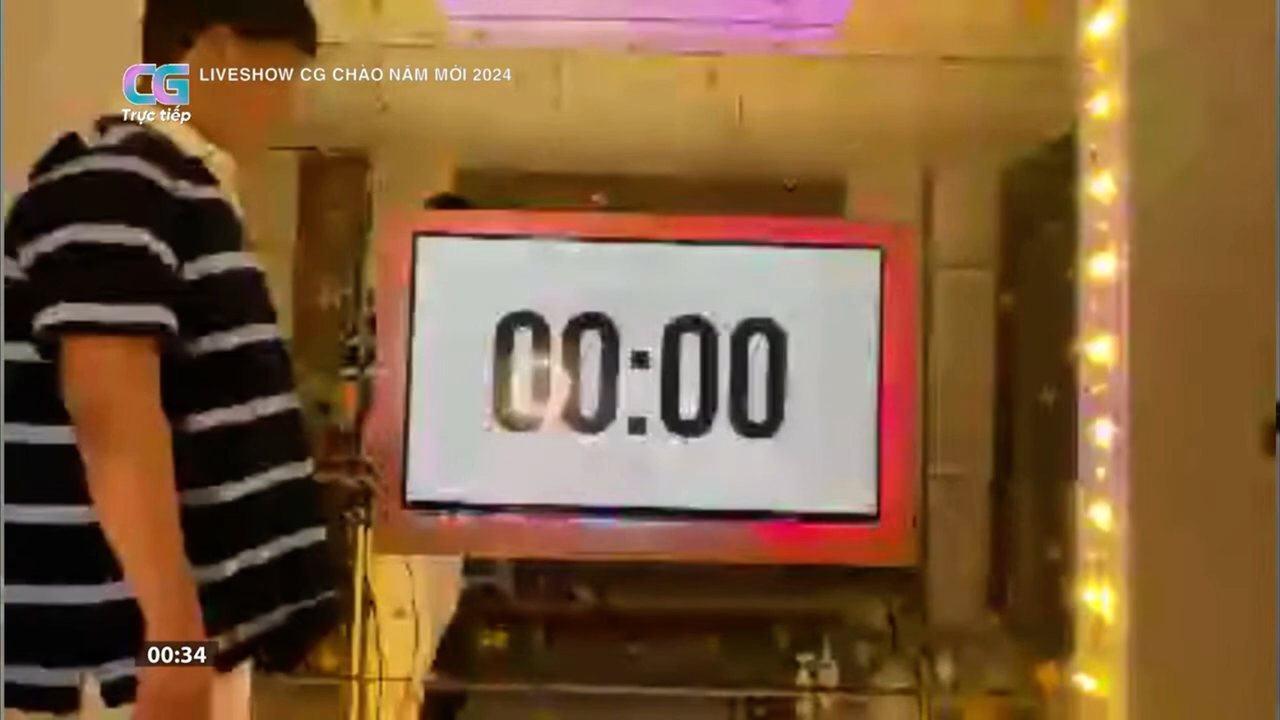 CG
LIVESHOW CG CHÀO NĂM MỚI 2024
Trực tiếp
00:00
00:34